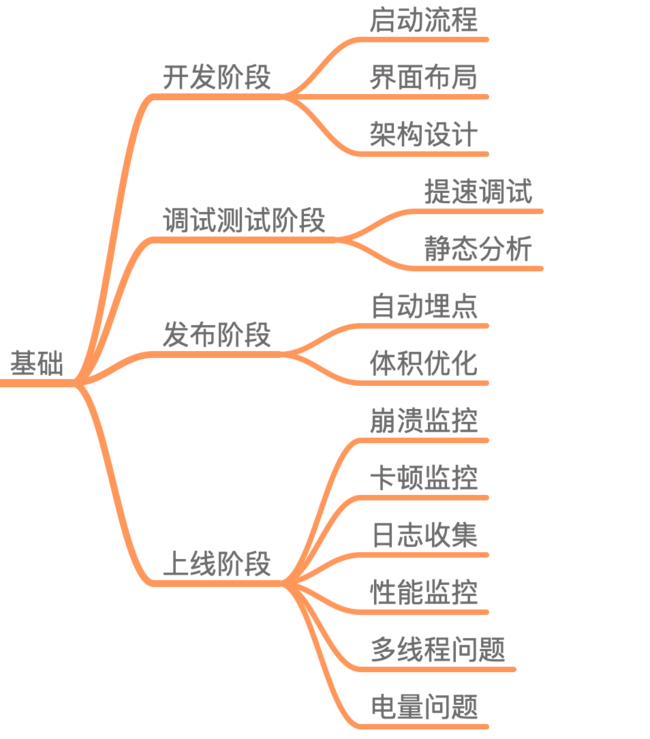 基础
开发阶段
启动流程
界面布局
架构设计
调试测试阶段
提速调试
静态分析
发布阶段
自动埋点
体积优化
上线阶段
崩溃监控
卡顿监控
日志收集
性能监控
多线程问题
电量问题